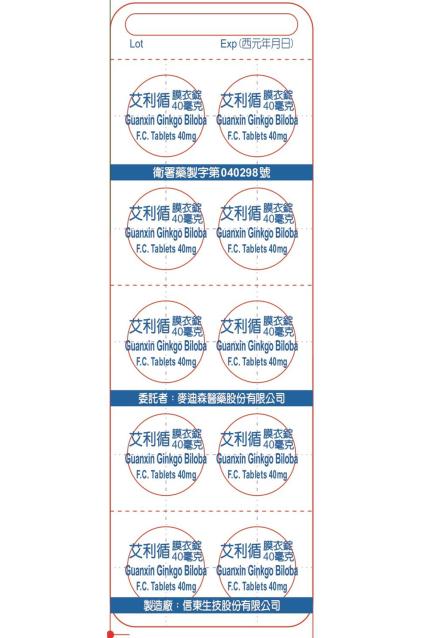 Lot Exp (西元年月日)
艾利循 膜衣錠 40毫克 艾利循 膜衣錠 40毫克
Guanxin Ginkgo Biloba Guanxin Ginkgo Biloba
F.C. Tablets 40mg F.C. Tablets 40mg
衛署藥製字第040298號
艾利循 膜衣錠 40毫克 艾利循 膜衣錠 40毫克
Guanxin Ginkgo Biloba Guanxin Ginkgo Biloba
F.C. Tablets 40mg F.C. Tablets 40mg
艾利循 膜衣錠 40毫克 艾利循 膜衣錠 40毫克
Guanxin Ginkgo Biloba Guanxin Ginkgo Biloba
F.C. Tablets 40mg F.C. Tablets 40mg
委託者：麥迪森醫藥股份有限公司
艾利循 膜衣錠 40毫克 艾利循 膜衣錠 40毫克
Guanxin Ginkgo Biloba Guanxin Ginkgo Biloba
F.C. Tablets 40mg F.C. Tablets 40mg
艾利循 膜衣錠 40毫克 艾利循 膜衣錠 40毫克
Guanxin Ginkgo Biloba Guanxin Ginkgo Biloba
F.C. Tablets 40mg F.C. Tablets 40mg
製造廠：信東生技股份有限公司